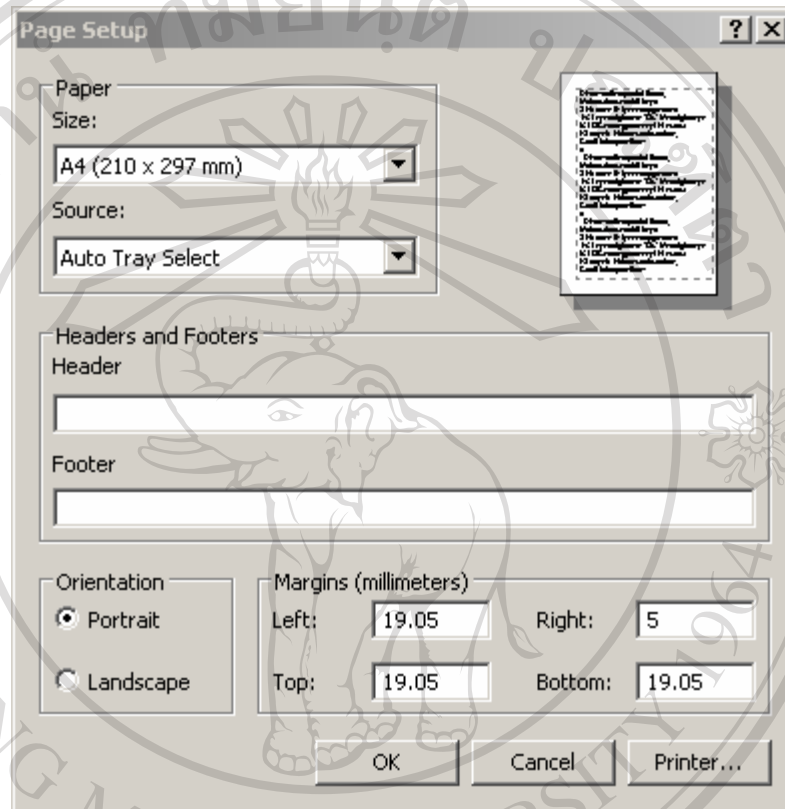 Page Setup
Paper
Size:
A4 (210 x 297 mm)
Source:
Auto Tray Select
Headers and Footers
Header
Footer
Orientation
Portrait
Landscape
Margins (millimeters)
Left: 19.05 Right: 5
Top: 19.05 Bottom: 19.05
OK Cancel Printer...
1964